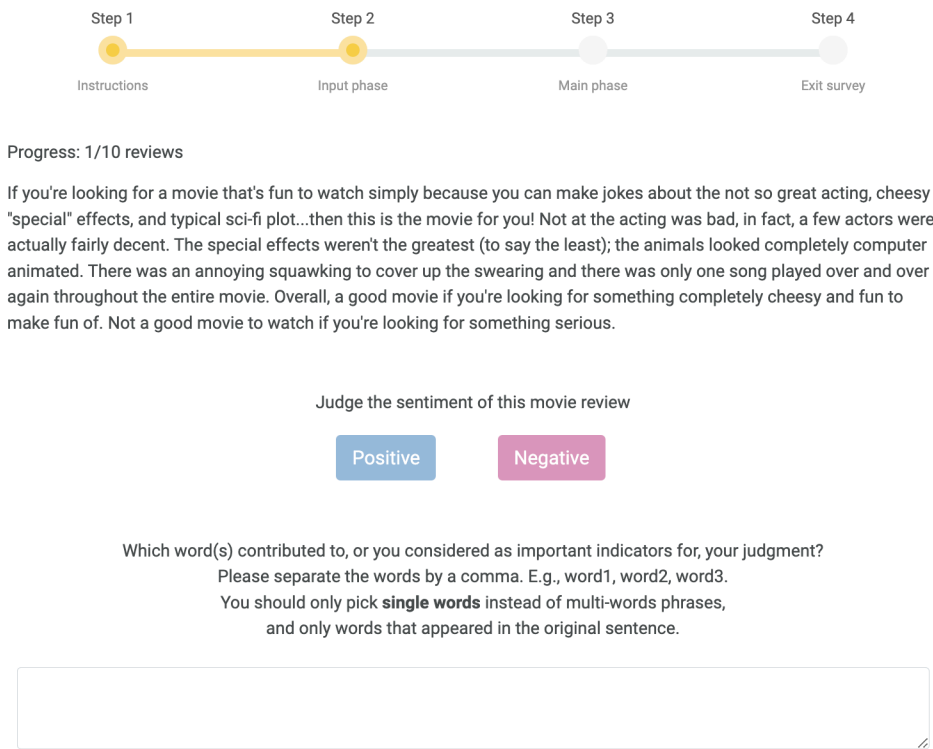 Step 1 Step 2 Step 3 Step 4
Instructions Input phase Main phase Exit survey
Progress: 1/10 reviews
If you're looking for a movie that's fun to watch simply because you can make jokes about the not so great acting, cheesy
"special" effects, and typical sci-fi plot...then this is the movie for you! Not at the acting was bad, in fact, a few actors were
actually fairly decent. The special effects weren't the greatest (to say the least); the animals looked completely computer
animated. There was an annoying squawking to cover up the swearing and there was only one song played over and over
again throughout the entire movie. Overall, a good movie if you're looking for something completely cheesy and fun to
make fun of. Not a good movie to watch if you're looking for something serious.
Judge the sentiment of this movie review
Positive Negative
Which word(s) contributed to, or you considered as important indicators for, your judgment?
Please separate the words by a comma. E.g., word1, word2, word3.
You should only pick single words instead of multi-words phrases,
and only words that appeared in the original sentence.